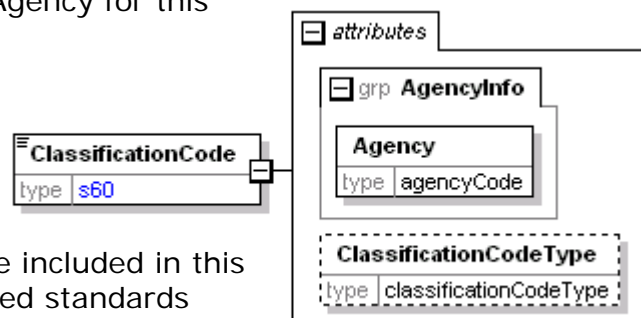 Agency for this
attributes
grp AgencyInfo
Agency
type agencyCode
ClassificationCode
type s60
ClassificationCodeType
type classificationCodeType
e included in this
ed standards